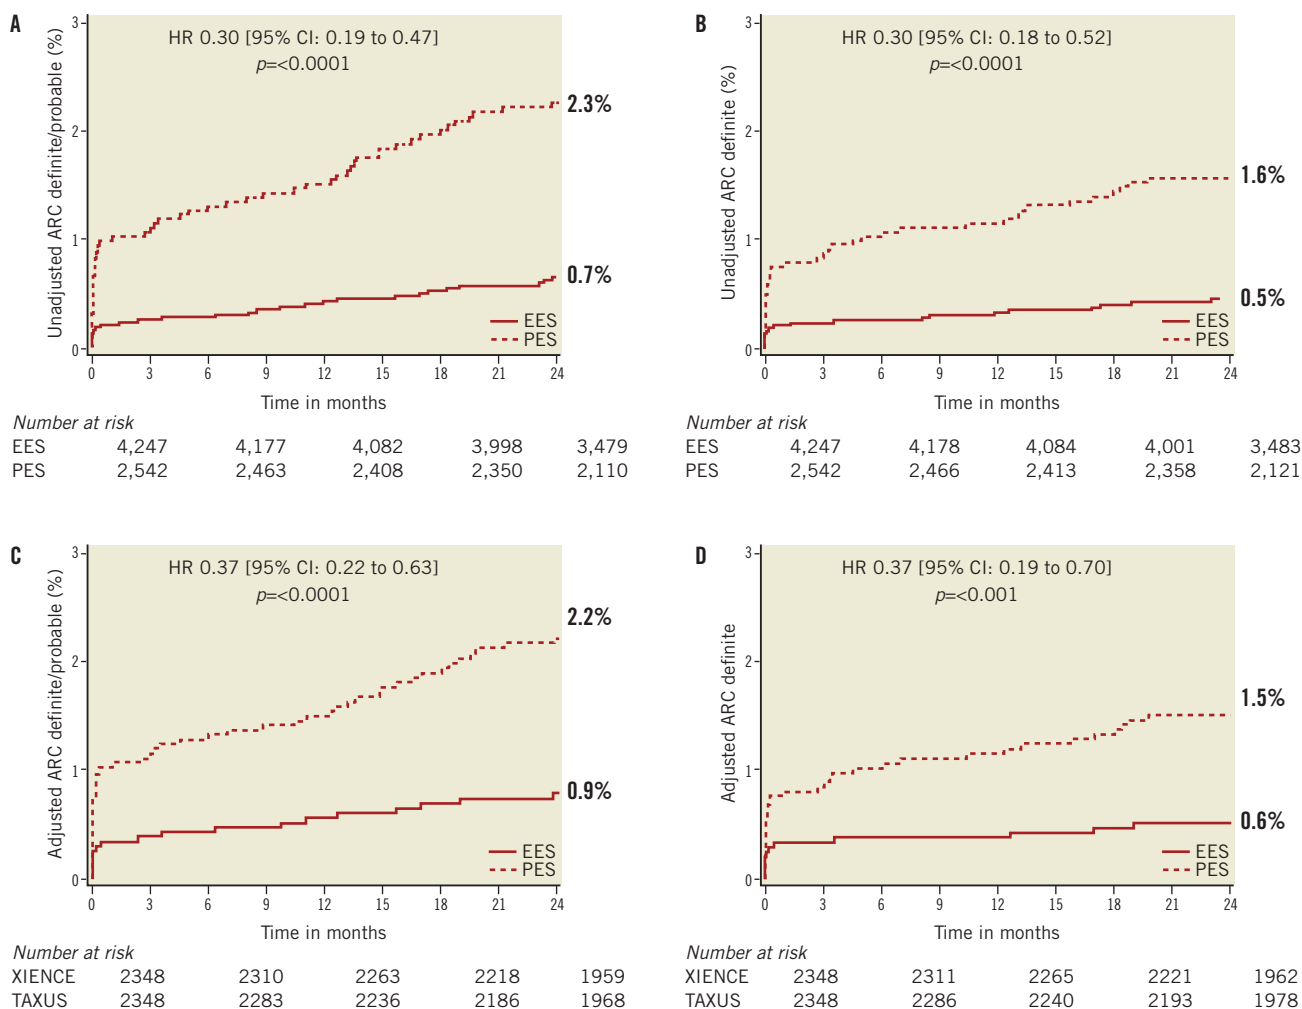 A
Unadjusted ARC definite/probable (%)
HR 0.30 [95% CI: 0.19 to 0.47]
p=<0.0001
3
2
1
0
2.3%
0.7%
EES
PES
0 3 6 9 12 15 18 21 24
Time in months
Number at risk
EES 4,247 4,177 4,082 3,998 3,479
PES 2,542 2,463 2,408 2,350 2,110
B
Unadjusted ARC definite (%)
HR 0.30 [95% CI: 0.18 to 0.52]
p=<0.0001
3
2
1
0
1.6%
0.5%
EES
PES
0 3 6 9 12 15 18 21 24
Time in months
Number at risk
EES 4,247 4,178 4,084 4,001 3,483
PES 2,542 2,466 2,413 2,358 2,121
C
Adjusted ARC definite/probable (%)
HR 0.37 [95% CI: 0.22 to 0.63]
p=<0.0001
3
2
1
0
2.2%
0.9%
EES
PES
0 3 6 9 12 15 18 21 24
Time in months
Number at risk
XIENCE 2348 2310 2263 2218 1959
TAXUS 2348 2283 2236 2186 1968
D
Adjusted ARC definite
HR 0.37 [95% CI: 0.19 to 0.70]
p=<0.001
3
2
1
0
1.5%
0.6%
EES
PES
0 3 6 9 12 15 18 21 24
Time in months
Number at risk
XIENCE 2348 2311 2265 2221 1962
TAXUS 2348 2286 2240 2193 1978